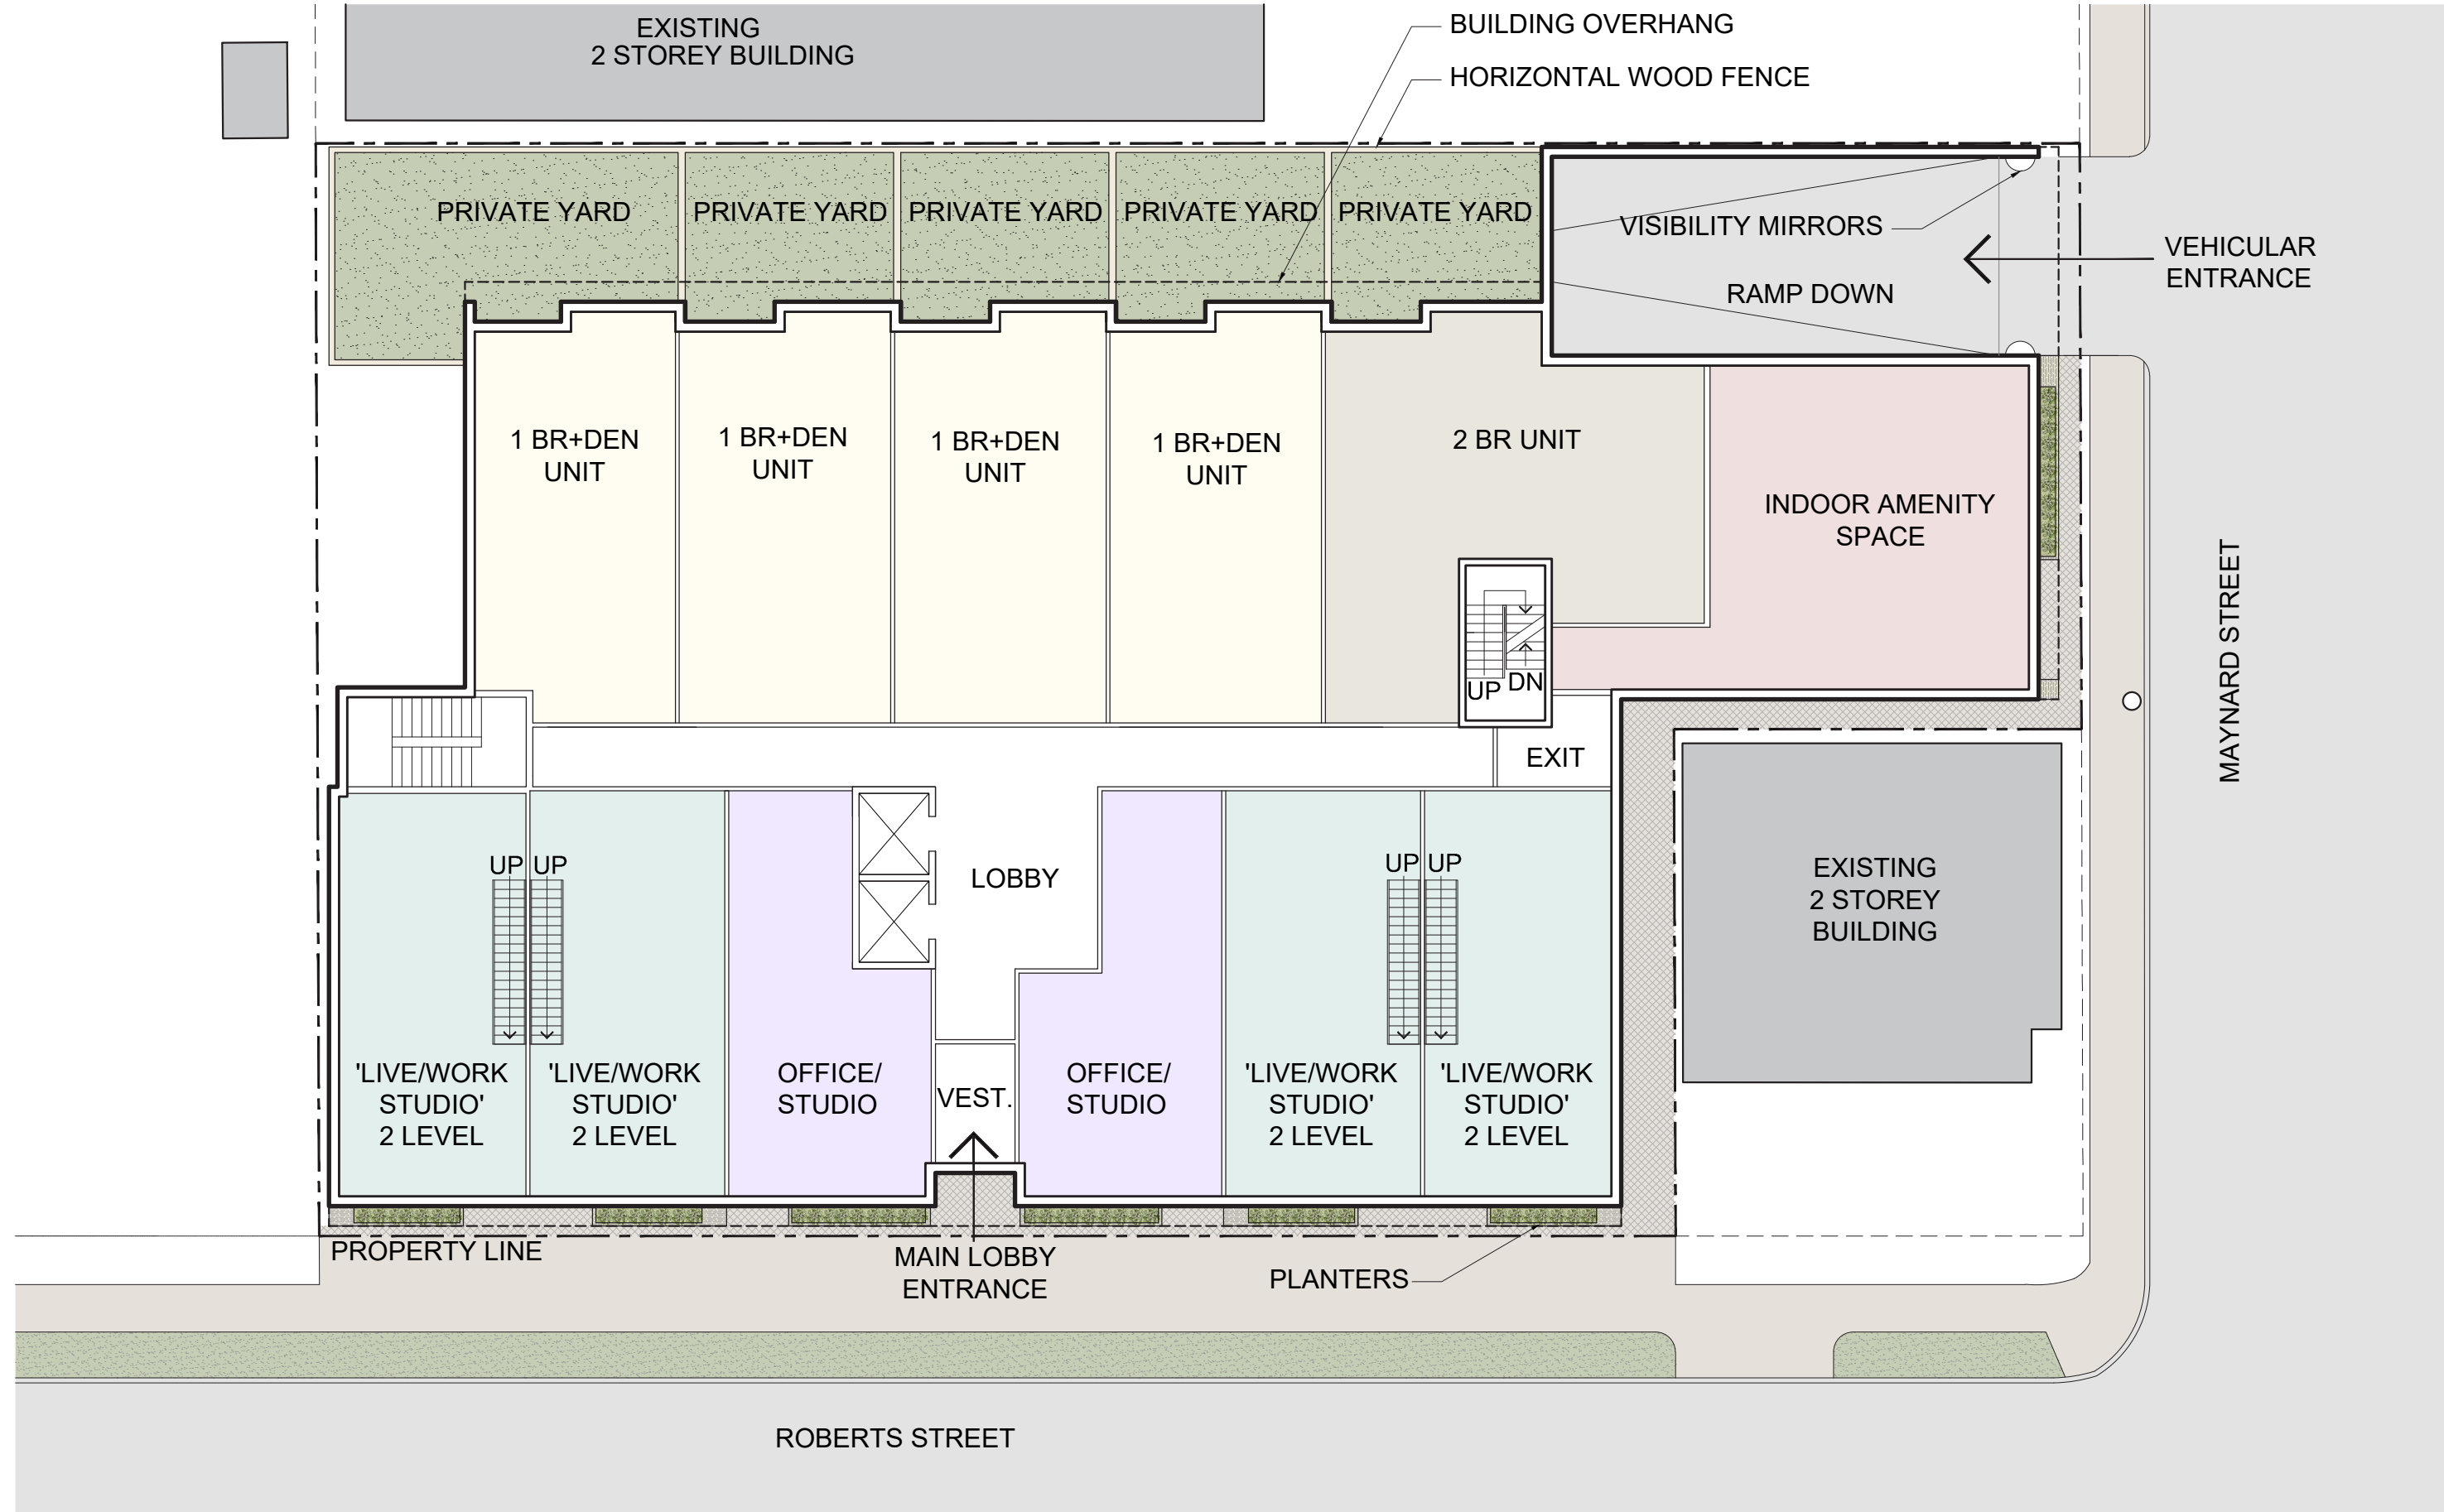 EXISTING
2 STOREY BUILDING
BUILDING OVERHANG
HORIZONTAL WOOD FENCE
PRIVATE YARD
PRIVATE YARD
PRIVATE YARD
PRIVATE YARD
PRIVATE YARD
VISIBILITY MIRRORS
RAMP DOWN
VEHICULAR
ENTRANCE
1 BR+DEN
UNIT
1 BR+DEN
UNIT
1 BR+DEN
UNIT
1 BR+DEN
UNIT
2 BR UNIT
INDOOR AMENITY
SPACE
MAYNARD STREET
UP
DN
EXIT
UP
UP
LOBBY
UP
UP
EXISTING
2 STOREY
BUILDING
'LIVE/WORK
STUDIO'
2 LEVEL
'LIVE/WORK
STUDIO'
2 LEVEL
OFFICE/
STUDIO
VEST.
OFFICE/
STUDIO
'LIVE/WORK
STUDIO'
2 LEVEL
'LIVE/WORK
STUDIO'
2 LEVEL
PROPERTY LINE
MAIN LOBBY
ENTRANCE
PLANTERS
ROBERTS STREET